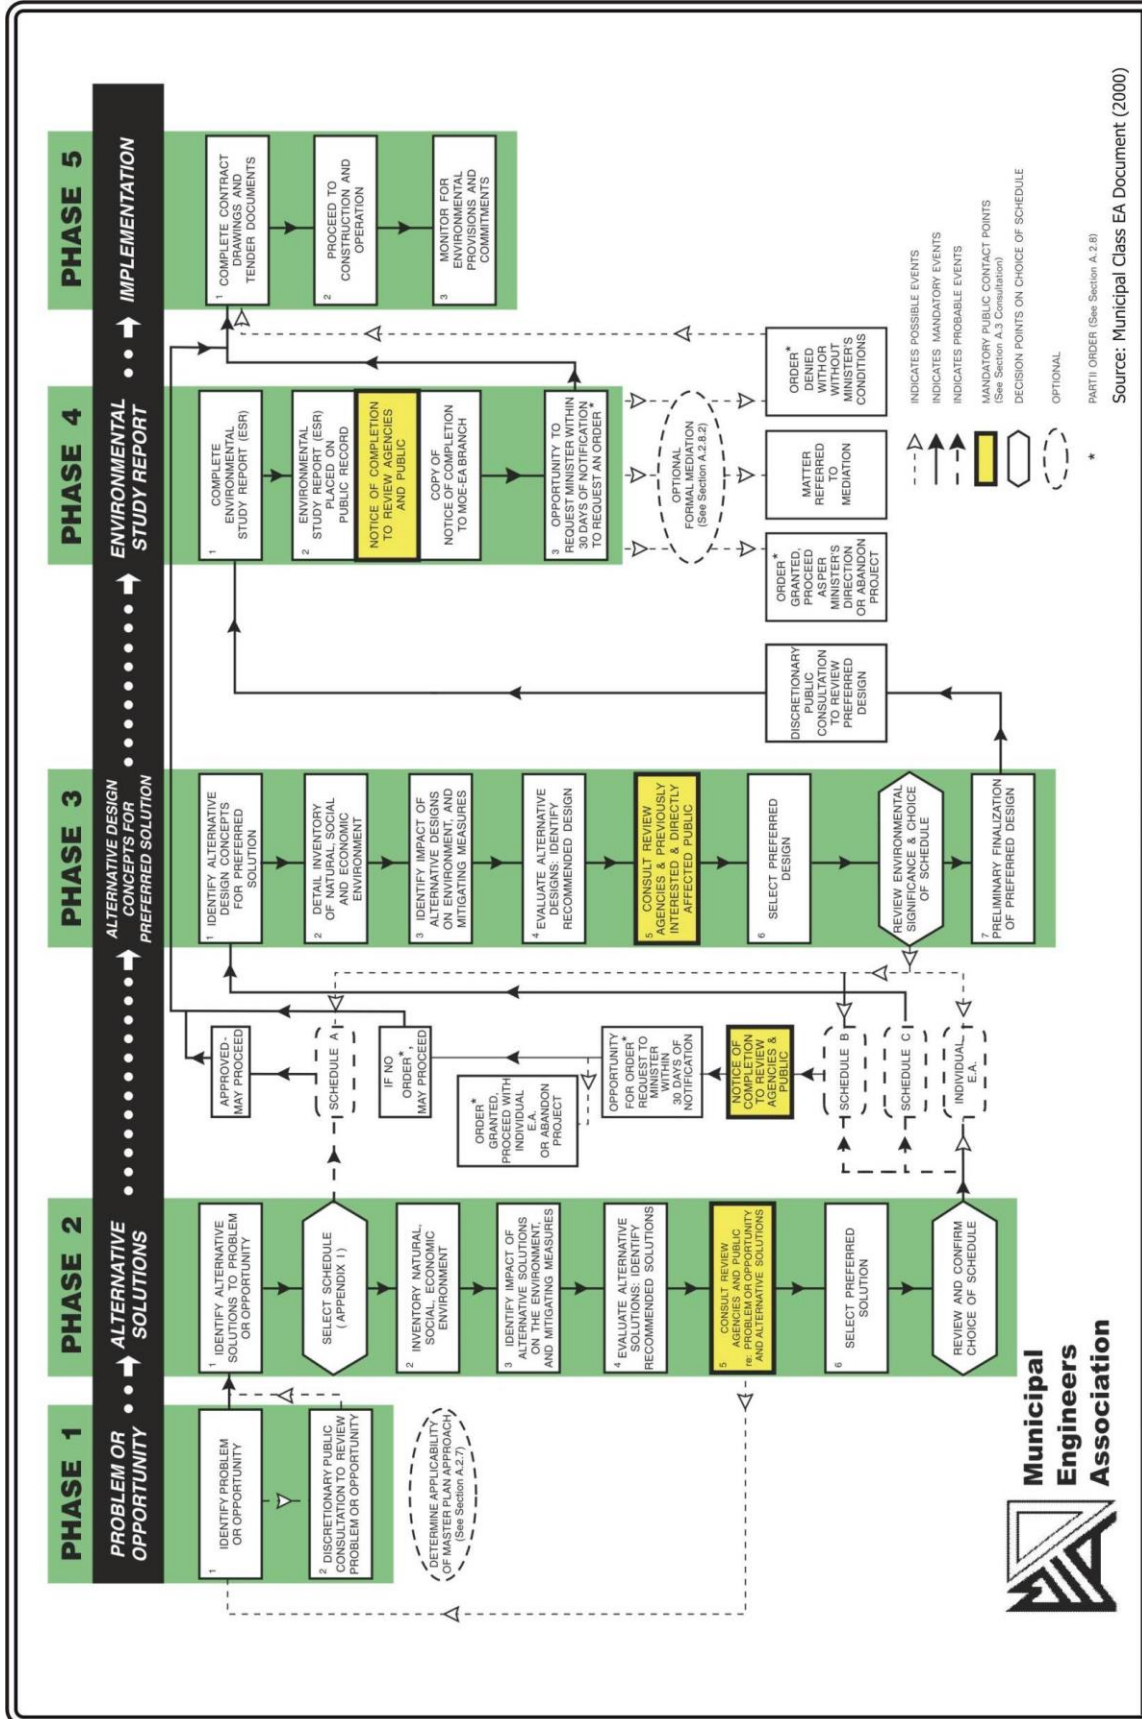 PHASE 1
PROBLEM OR
OPPORTUNITY
1 IDENTIFY PROBLEM
OR OPPORTUNITY
2 DISCRETIONARY PUBLIC
CONSULTATION TO REVIEW
PROBLEM OR OPPORTUNITY
DETERMINE APPLICABILITY
OF MASTER PLAN APPROACH
(See Section A.2.7)
PHASE 2
ALTERNATIVE
SOLUTIONS
1 IDENTIFY ALTERNATIVE
SOLUTIONS TO PROBLEM
OR OPPORTUNITY
SELECT SCHEDULE
( APPENDIX I )
2 INVENTORY NATURAL,
SOCIAL, ECONOMIC
ENVIRONMENT
3 IDENTIFY IMPACT OF
ALTERNATIVE SOLUTIONS
ON THE ENVIRONMENT,
AND MITIGATING MEASURES
4 EVALUATE ALTERNATIVE
SOLUTIONS: IDENTIFY
RECOMMENDED SOLUTIONS
5 CONSULT REVIEW
AGENCIES AND PUBLIC
re: PROBLEM OR OPPORTUNITY
AND ALTERNATIVE SOLUTIONS
6 SELECT PREFERRED
SOLUTION
REVIEW AND CONFIRM
CHOICE OF SCHEDULE
APPROVED-
MAY PROCEED
SCHEDULE A
IF NO
ORDER*,
MAY PROCEED
ORDER*
GRANTED,
PROCEED WITH
INDIVIDUAL
E.A.
OR ABANDON
PROJECT
OPPORTUNITY
FOR ORDER*
REQUEST TO
MINISTER
WITHIN
30 DAYS OF
NOTIFICATION
NOTICE OF
COMPLETION
TO REVIEW
AGENCIES &
PUBLIC
SCHEDULE B
SCHEDULE C
INDIVIDUAL
E.A.
PHASE 3
ALTERNATIVE DESIGN
CONCEPTS FOR
PREFERRED SOLUTION
1 IDENTIFY ALTERNATIVE
DESIGN CONCEPTS
FOR PREFERRED
SOLUTION
2 DETAIL INVENTORY
OF NATURAL, SOCIAL
AND ECONOMIC
ENVIRONMENT
3 IDENTIFY IMPACT OF
ALTERNATIVE DESIGNS
ON ENVIRONMENT, AND
MITIGATING MEASURES
4 EVALUATE ALTERNATIVE
DESIGNS: IDENTIFY
RECOMMENDED DESIGN
5 CONSULT REVIEW
AGENCIES & PREVIOUSLY
INTERESTED & DIRECTLY
AFFECTED PUBLIC
6 SELECT PREFERRED
DESIGN
REVIEW ENVIRONMENTAL
SIGNIFICANCE & CHOICE
OF SCHEDULE
7 PRELIMINARY FINALIZATION
OF PREFERRED DESIGN
DISCRETIONARY
PUBLIC
CONSULTATION
TO REVIEW
PREFERRED
DESIGN
PHASE 4
ENVIRONMENTAL
STUDY REPORT
1 COMPLETE
ENVIRONMENTAL
STUDY REPORT (ESR)
2 ENVIRONMENTAL
STUDY REPORT (ESR)
PLACED ON
PUBLIC RECORD
NOTICE OF COMPLETION
TO REVIEW AGENCIES
AND PUBLIC
COPY OF
NOTICE OF COMPLETION
TO MOE-EA BRANCH
3 OPPORTUNITY TO
REQUEST MINISTER WITHIN
30 DAYS OF NOTIFICATION
TO REQUEST AN ORDER*
OPTIONAL
FORMAL MEDIATION
(See Section A.2.8.2)
ORDER*
GRANTED,
PROCEED
ASPER
MINISTER'S
DIRECTION
OR ABANDON
PROJECT
MATTER
REFERRED
TO
MEDIATION
ORDER*
DENIED
WITH OR
WITHOUT
MINISTER'S
CONDITIONS
PHASE 5
IMPLEMENTATION
1 COMPLETE CONTRACT
DRAWINGS AND
TENDER DOCUMENTS
2 PROCEED TO
CONSTRUCTION AND
OPERATION
3 MONITOR FOR
ENVIRONMENTAL
PROVISIONS AND
COMMITMENTS
INDICATES POSSIBLE EVENTS
INDICATES MANDATORY EVENTS
INDICATES PROBABLE EVENTS
MANDATORY PUBLIC CONTACT POINTS
(See Section A.3 Consultation)
DECISION POINTS ON CHOICE OF SCHEDULE
OPTIONAL
* PARTII ORDER (See Section A.2.8)
Municipal
Engineers
Association
Source: Municipal Class EA Document (2000)